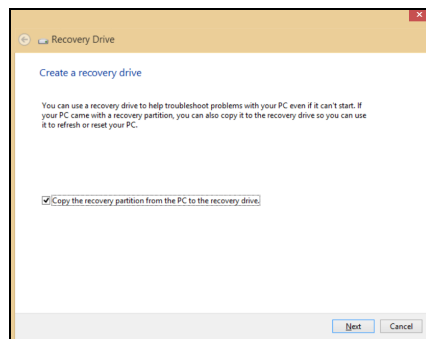 Recovery Drive
Create a recovery drive
You can use a recovery drive to help troubleshoot problems with your PC even if it can't start. If
your PC came with a recovery partition, you can also copy it to the recovery drive so you can use
it to refresh or reset your PC.
Copy the recovery partition from the PC to the recovery drive.
Next Cancel